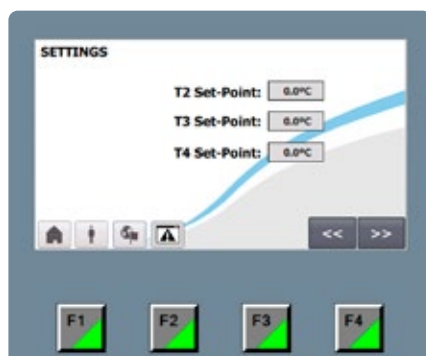 SETTINGS
T2 Set-Point: 0.0°C
T3 Set-Point: 0.0°C
T4 Set-Point: 0.0°C
<< >>
F1 F2 F3 F4